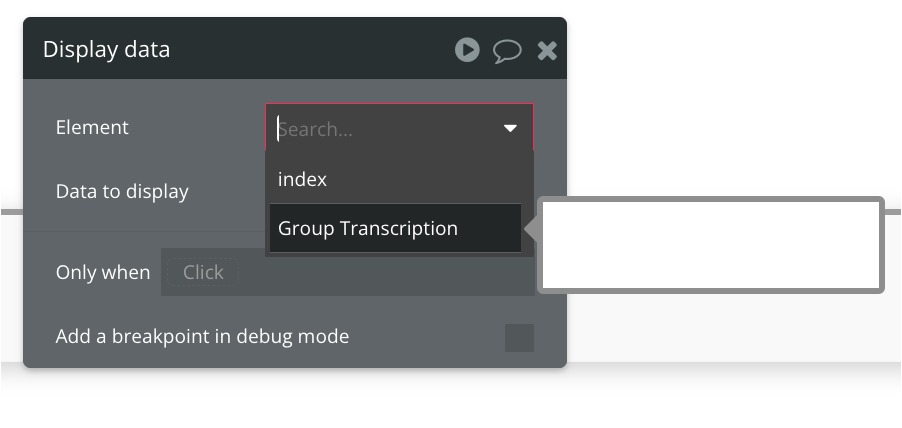 Display data
Element
Search...
index
Data to display
Group Transcription
Only when
Click
Add a breakpoint in debug mode